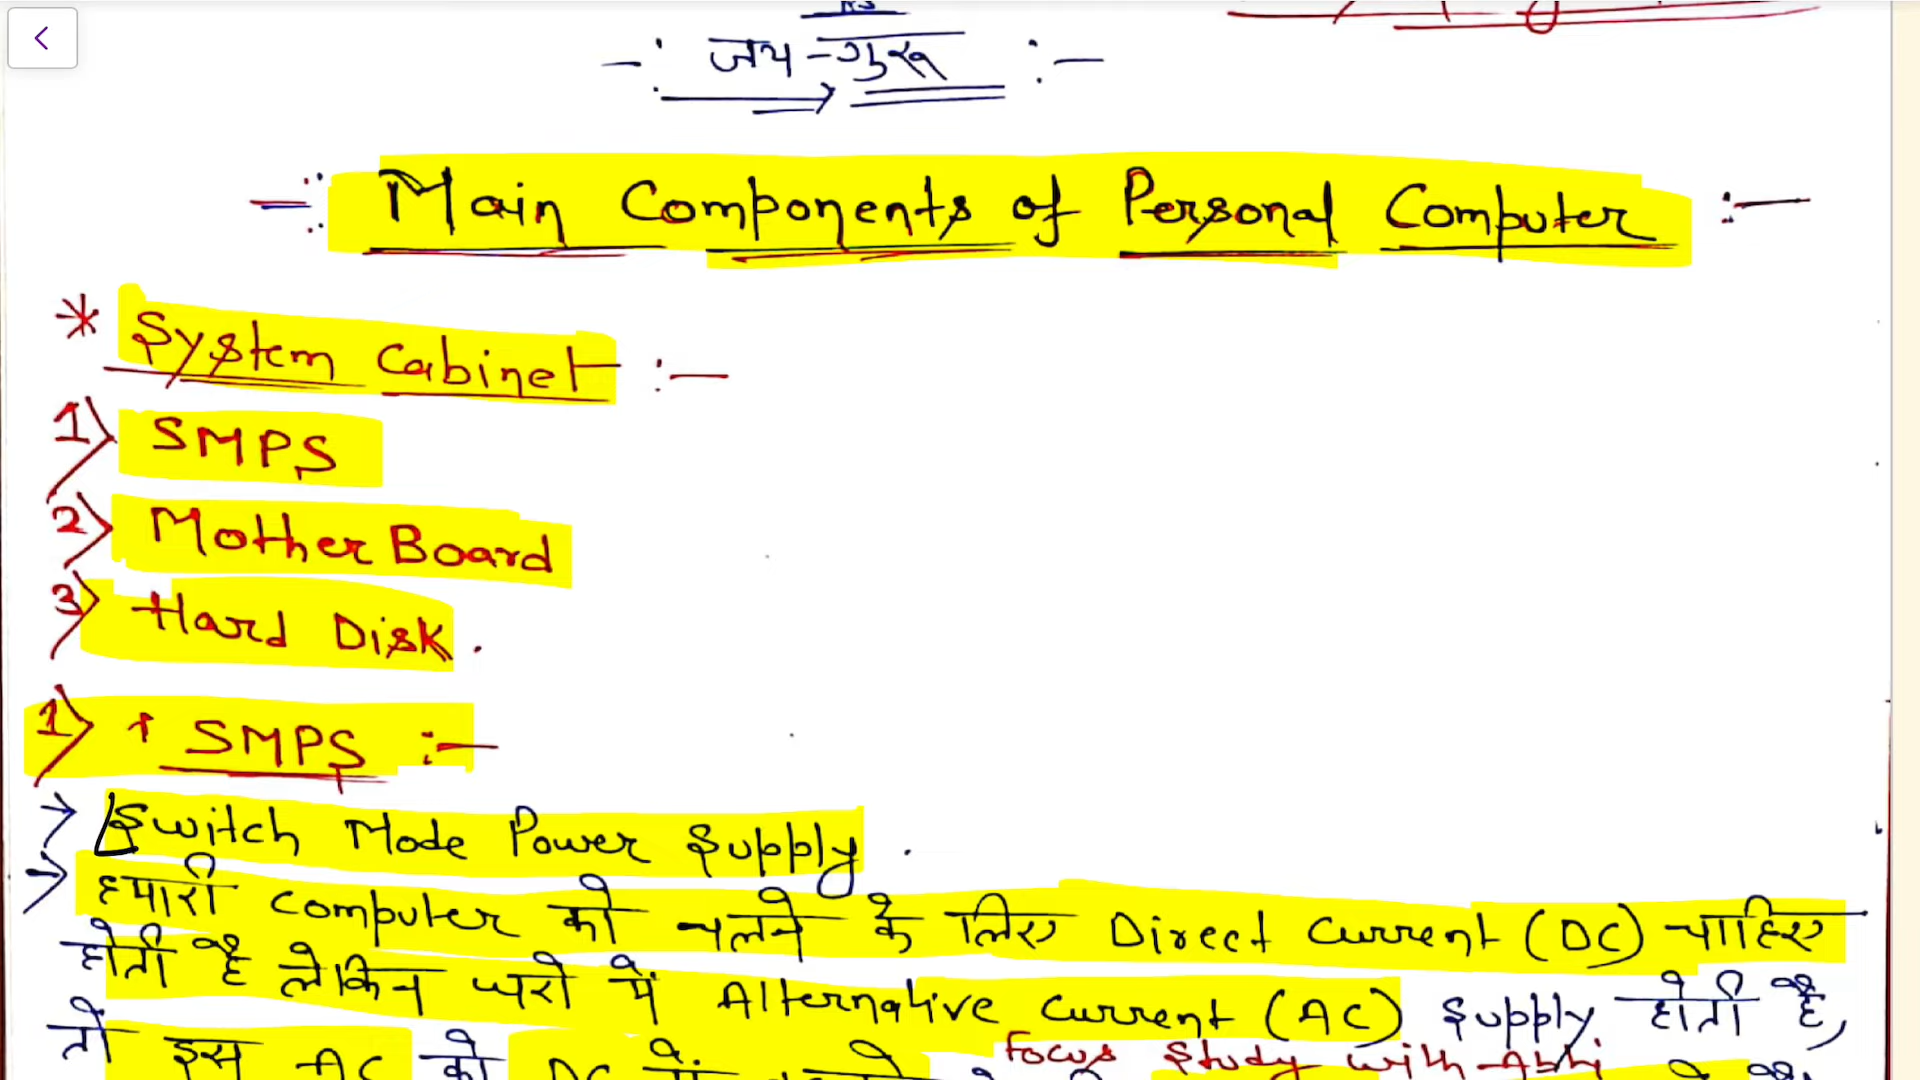 -: जय-गुरु :-
-: Main Components of Personal Computer :-
* System Cabinet :-
1) SMPS
2) Mother Board
3) Hard Disk.
1) * SMPS :-
→ Switch Mode Power Supply.
→ हमारी Computer को चलने के लिए Direct Current (DC) चाहिए
होती है लेकिन घरो में Alternative Current (AC) Supply होती है,
तो इस AC को DC में
Focus Study with Abhi